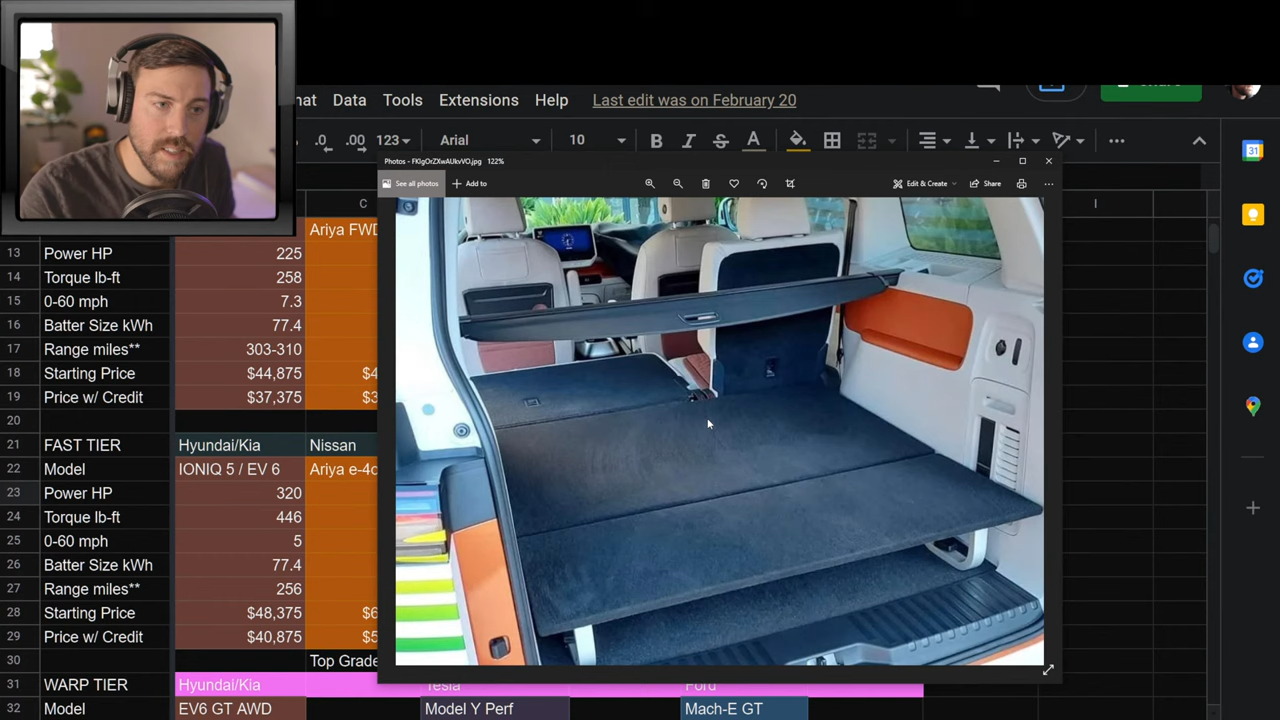 Data Tools Extensions Help Last edit was on February 20
.0 .00 123 Arial 10 B I S A
Photos - FKIgOrZXwAUkvVO.jpg 122%
See all photos Add to Edit & Create Share
C I
Ariya FWD
13 Power HP 225
14 Torque lb-ft 258
15 0-60 mph 7.3
16 Batter Size kWh 77.4
17 Range miles** 303-310
18 Starting Price $44,875
19 Price w/ Credit $37,375
20
21 FAST TIER Hyundai/Kia Nissan
22 Model IONIQ 5 / EV 6
23 Power HP 320
24 Torque lb-ft 446
25 0-60 mph 5
26 Batter Size kWh 77.4
27 Range miles** 256
28 Starting Price $48,375
29 Price w/ Credit $40,875
30 Top Grade
31 WARP TIER Hyundai/Kia Tesla Ford
32 Model EV6 GT AWD Model Y Perf Mach-E GT
31